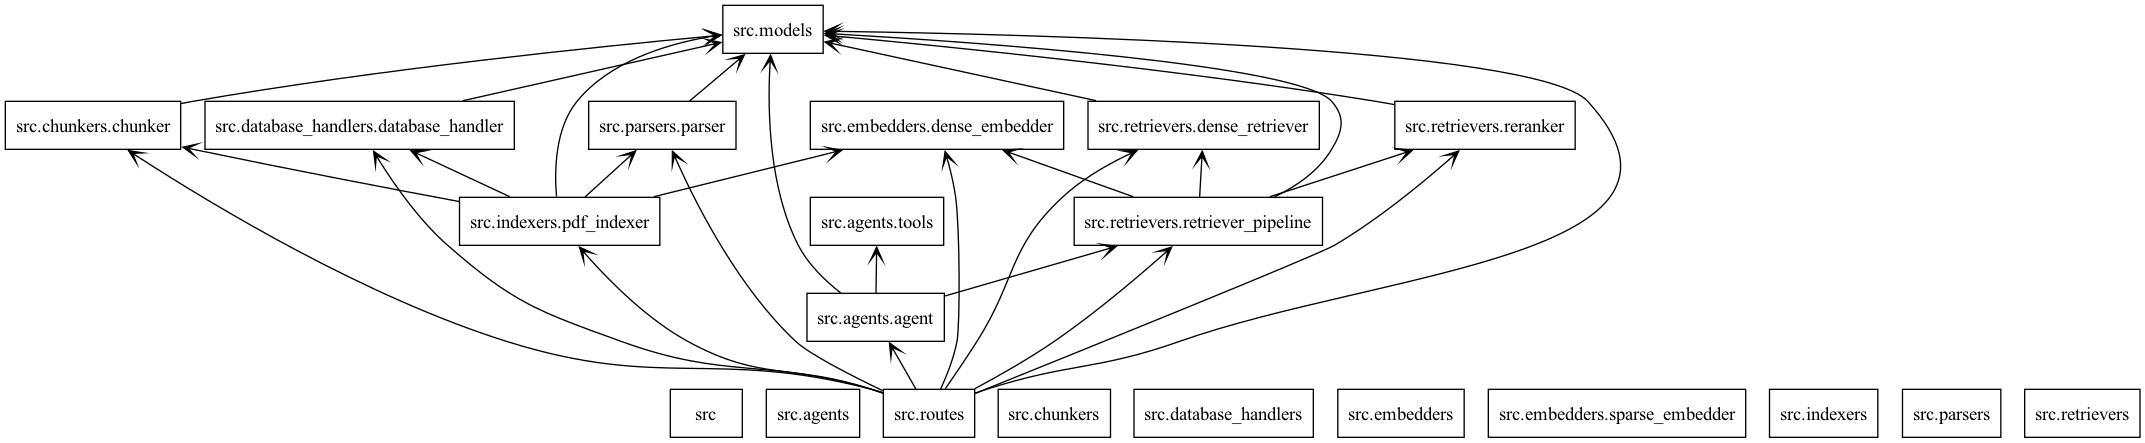 src.models
src.chunkers.chunker
src.database_handlers.database_handler
src.parsers.parser
src.embedders.dense_embedder
src.retrievers.dense_retriever
src.retrievers.reranker
src.indexers.pdf_indexer
src.agents.tools
src.retrievers.retriever_pipeline
src.agents.agent
src
src.agents
src.routes
src.chunkers
src.database_handlers
src.embedders
src.embedders.sparse_embedder
src.indexers
src.parsers
src.retrievers